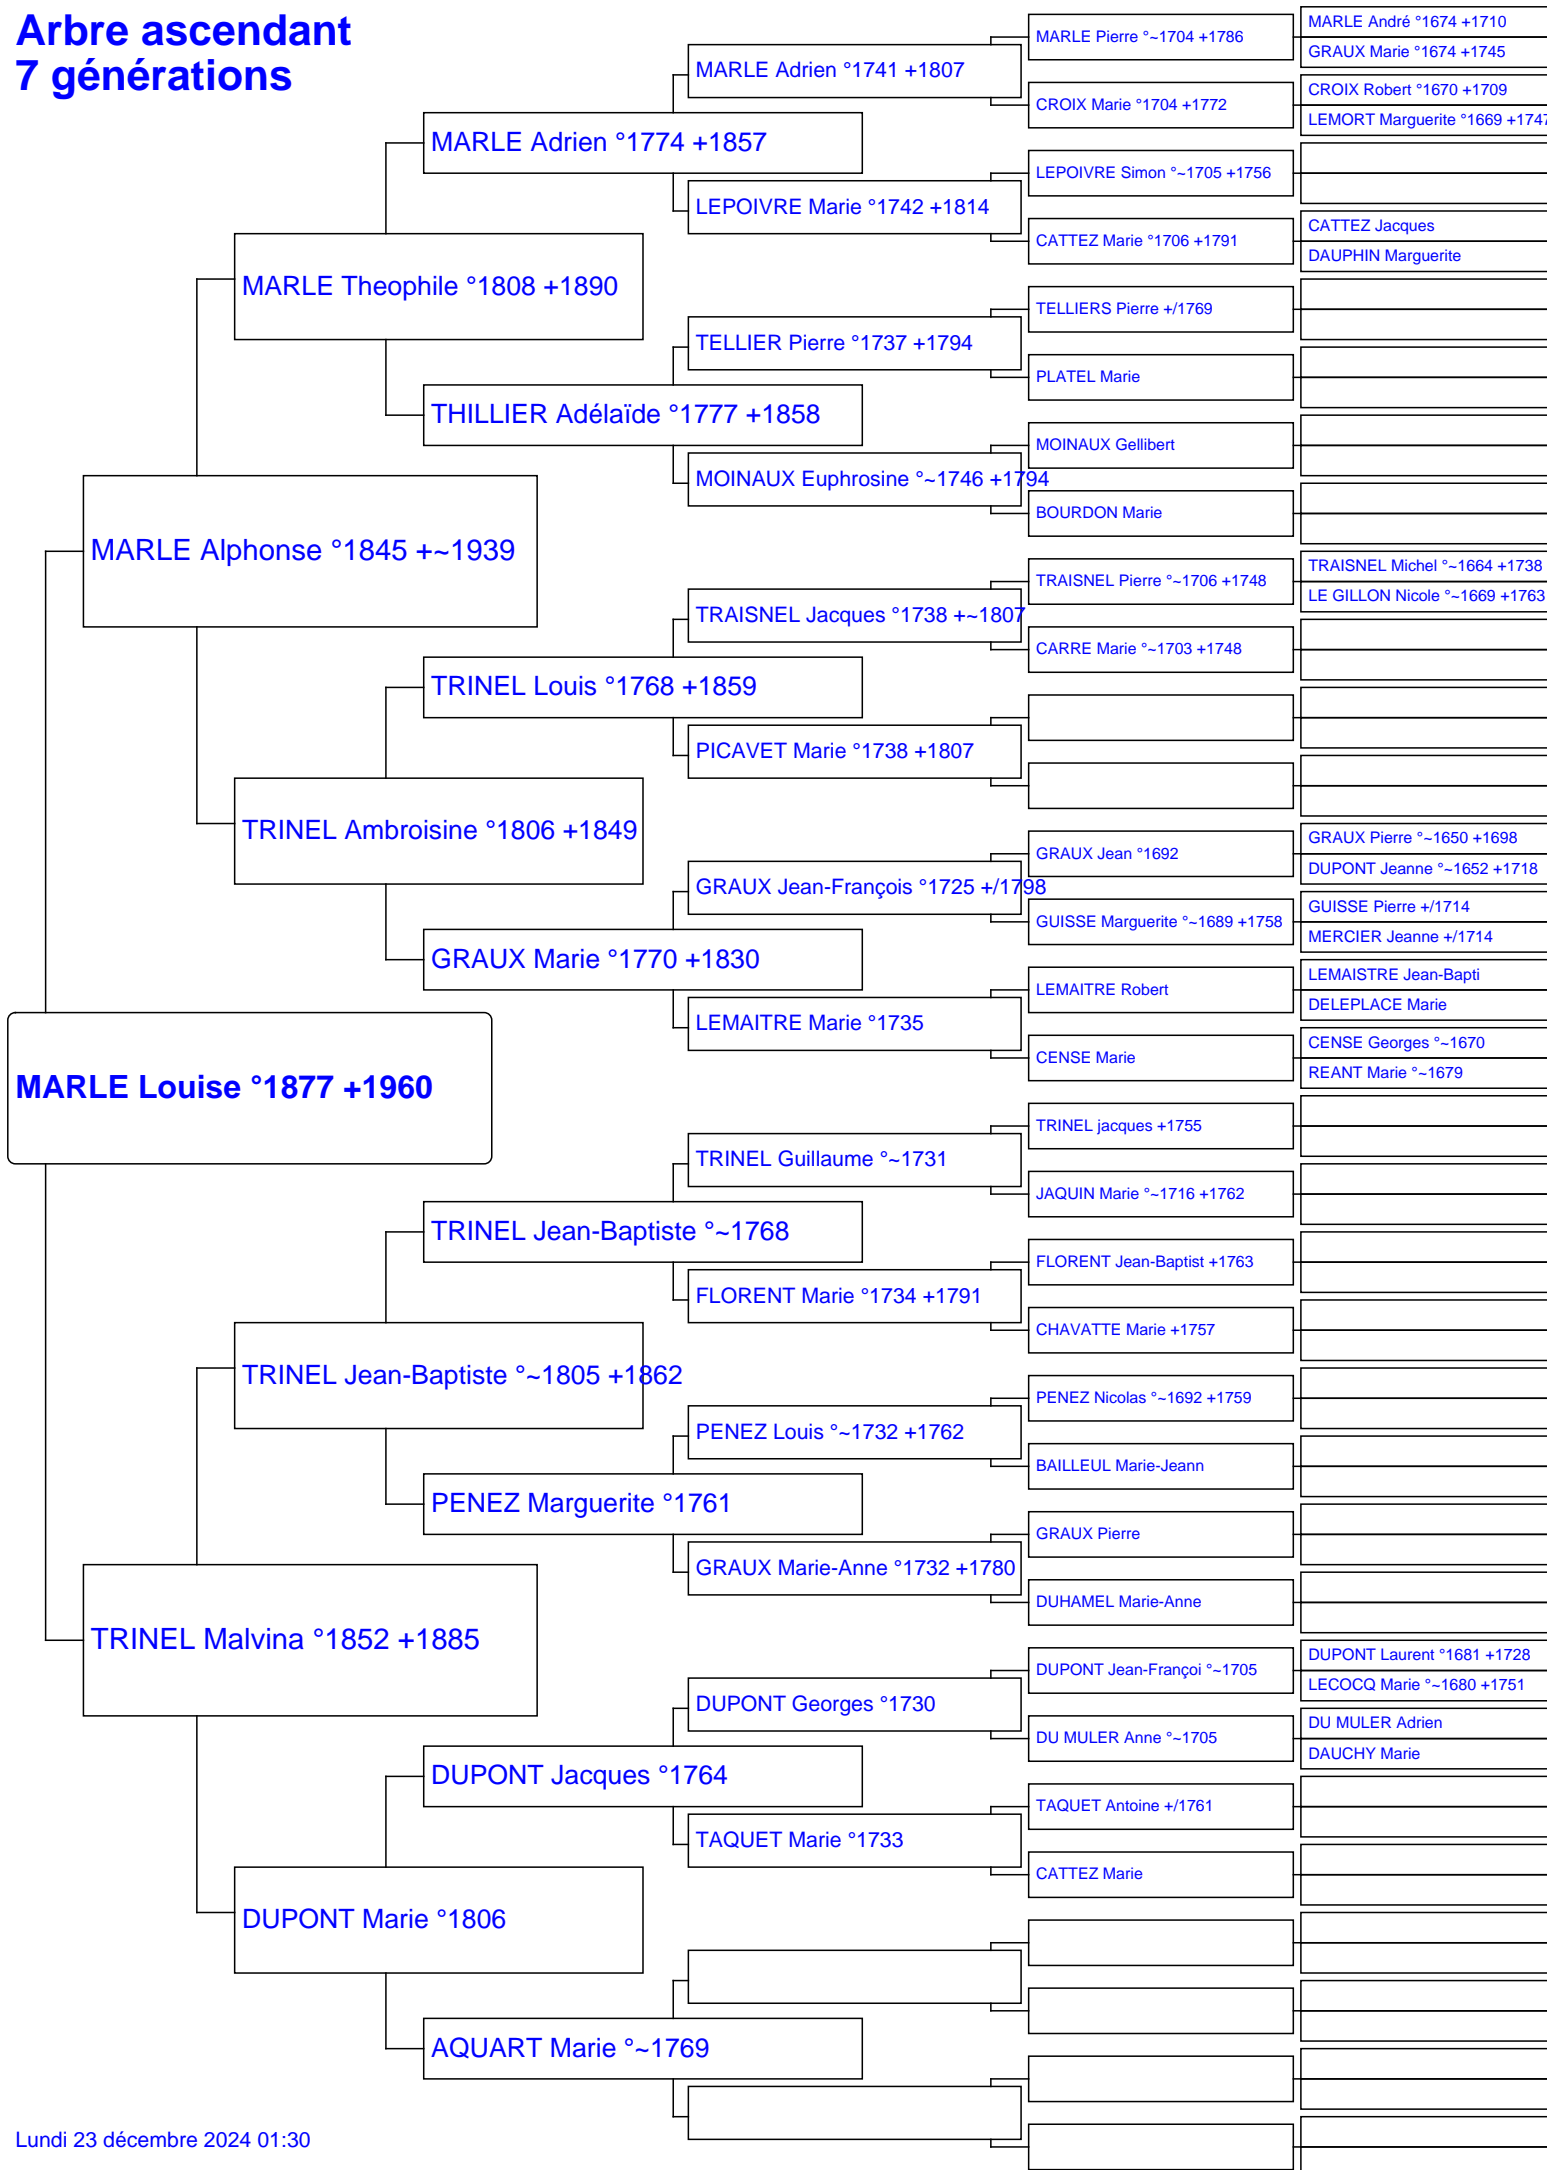 Arbre ascendant
7 générations
MARLE Louise °1877 +1960
MARLE Alphonse °1845 +~1939
TRINEL Malvina °1852 +1885
MARLE Theophile °1808 +1890
TRINEL Ambroisine °1806 +1849
TRINEL Jean-Baptiste °~1805 +1862
DUPONT Marie °1806
MARLE Adrien °1774 +1857
THILLIER Adélaïde °1777 +1858
TRINEL Louis °1768 +1859
GRAUX Marie °1770 +1830
TRINEL Jean-Baptiste °~1768
PENEZ Marguerite °1761
DUPONT Jacques °1764
AQUART Marie °~1769
MARLE Adrien °1741 +1807
LEPOIVRE Marie °1742 +1814
TELLIER Pierre °1737 +1794
MOINAUX Euphrosine °~1746 +1794
TRAISNEL Jacques °1738 +~1807
PICAVET Marie °1738 +1807
GRAUX Jean-François °1725 +/1798
LEMAITRE Marie °1735
TRINEL Guillaume °~1731
FLORENT Marie °1734 +1791
PENEZ Louis °~1732 +1762
GRAUX Marie-Anne °1732 +1780
DUPONT Georges °1730
TAQUET Marie °1733
MARLE Pierre °~1704 +1786
CROIX Marie °1704 +1772
LEPOIVRE Simon °~1705 +1756
CATTEZ Marie °1706 +1791
TELLIERS Pierre +/1769
PLATEL Marie
MOINAUX Gellibert
BOURDON Marie
TRAISNEL Pierre °~1706 +1748
CARRE Marie °~1703 +1748
GRAUX Jean °1692
GUISSE Marguerite °~1689 +1758
LEMAITRE Robert
CENSE Marie
TRINEL jacques +1755
JAQUIN Marie °~1716 +1762
FLORENT Jean-Baptist +1763
CHAVATTE Marie +1757
PENEZ Nicolas °~1692 +1759
BAILLEUL Marie-Jeann
GRAUX Pierre
DUHAMEL Marie-Anne
DUPONT Jean-Françoi °~1705
DU MULER Anne °~1705
TAQUET Antoine +/1761
CATTEZ Marie
MARLE André °1674 +1710
GRAUX Marie °1674 +1745
CROIX Robert °1670 +1709
LEMORT Marguerite °1669 +1747
CATTEZ Jacques
DAUPHIN Marguerite
TRAISNEL Michel °~1664 +1738
LE GILLON Nicole °~1669 +1763
GRAUX Pierre °~1650 +1698
DUPONT Jeanne °~1652 +1718
GUISSE Pierre +/1714
MERCIER Jeanne +/1714
LEMAISTRE Jean-Bapti
DELEPLACE Marie
CENSE Georges °~1670
REANT Marie °~1679
DUPONT Laurent °1681 +1728
LECOCQ Marie °~1680 +1751
DU MULER Adrien
DAUCHY Marie
Lundi 23 décembre 2024 01:30